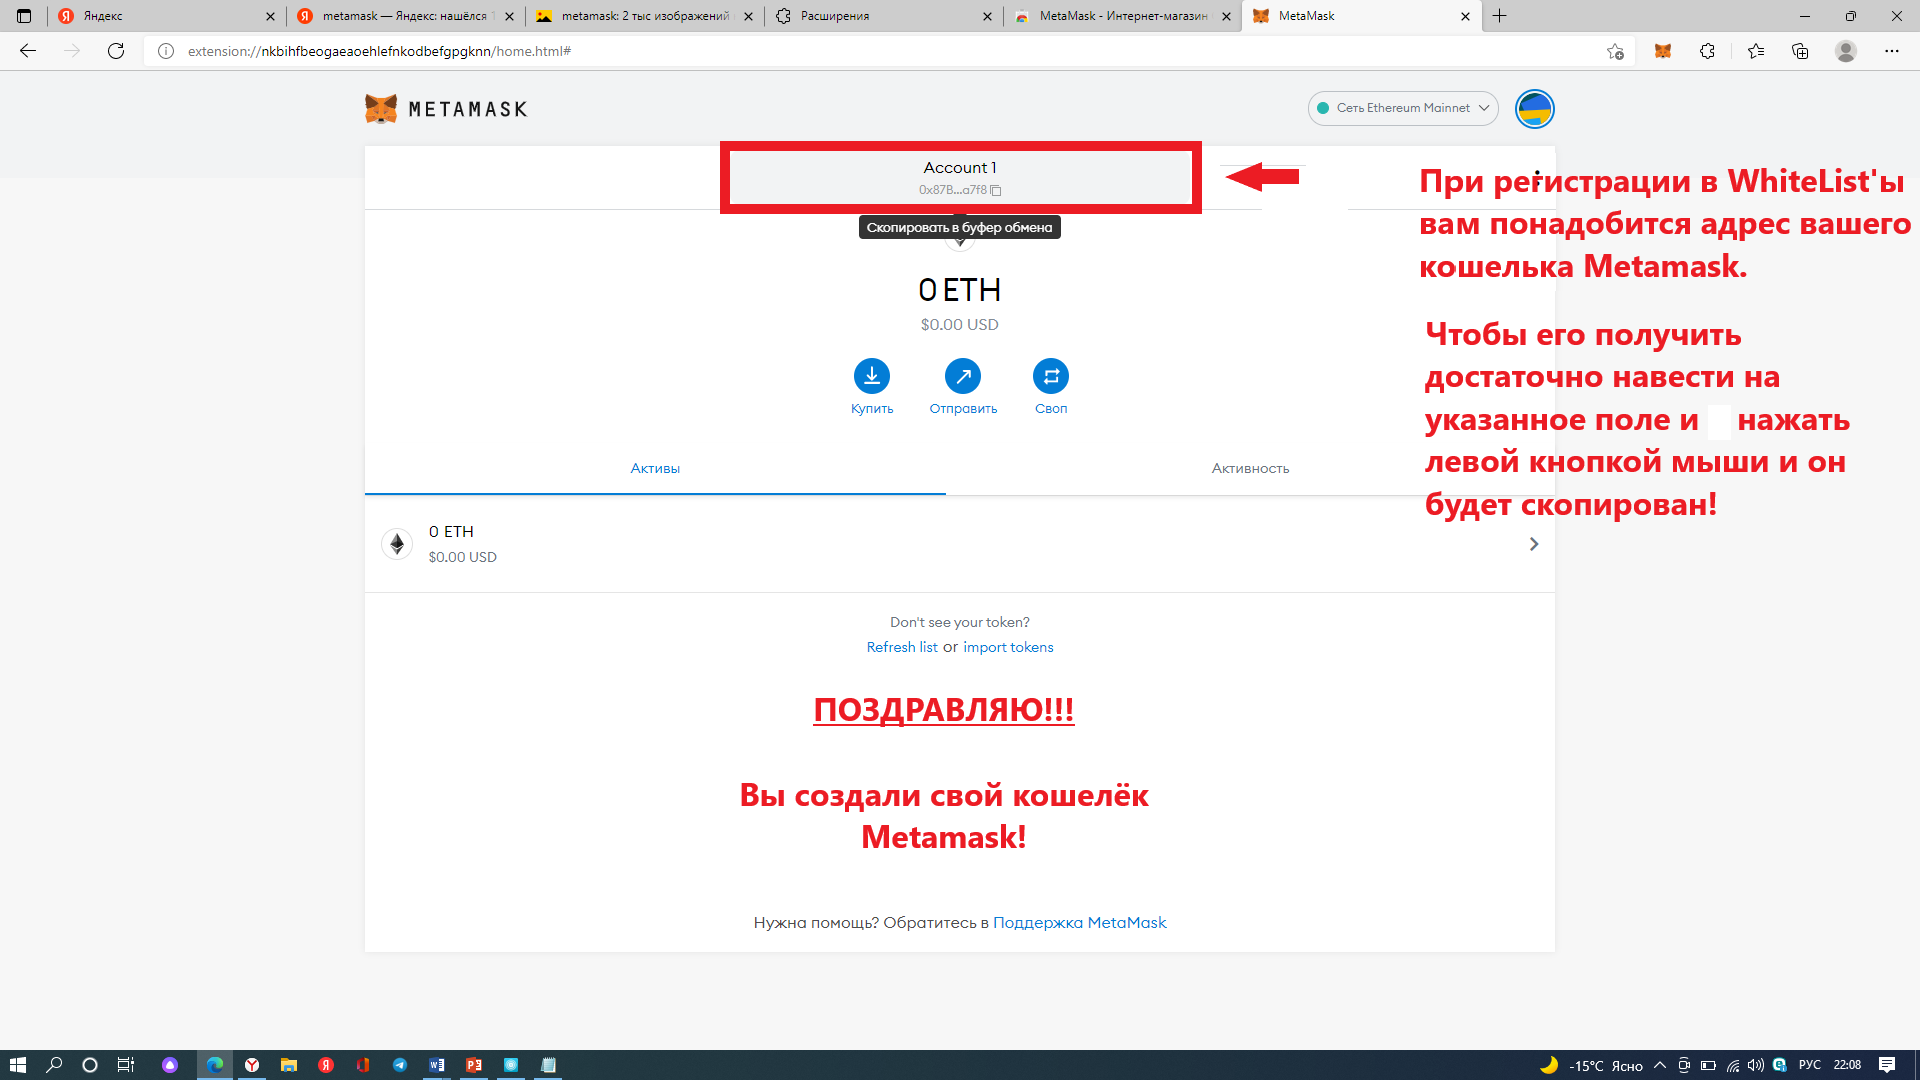 Яндекс
metamask — Яндекс: нашёлся
metamask: 2 тыс изображений
Расширения
MetaMask - Интернет-магазин
MetaMask
extension://nkbihfbeogaeaoehlefnkodbefgpgknn/home.html#
METAMASK
Сеть Ethereum Mainnet
Account 1
0x87B...a7f8
Скопировать в буфер обмена
При регистрации в WhiteList'ы
вам понадобится адрес вашего
кошелька Metamask.
0 ETH
$0.00 USD
Чтобы его получить
достаточно навести на
указанное поле и нажать
левой кнопкой мыши и он
будет скопирован!
Купить
Отправить
Своп
Активы
Активность
0 ETH
$0.00 USD
Don't see your token?
Refresh list or import tokens
ПОЗДРАВЛЯЮ!!!
Вы создали свой кошелёк
Metamask!
Нужна помощь? Обратитесь в Поддержка MetaMask
-15°C Ясно
РУС
22:08